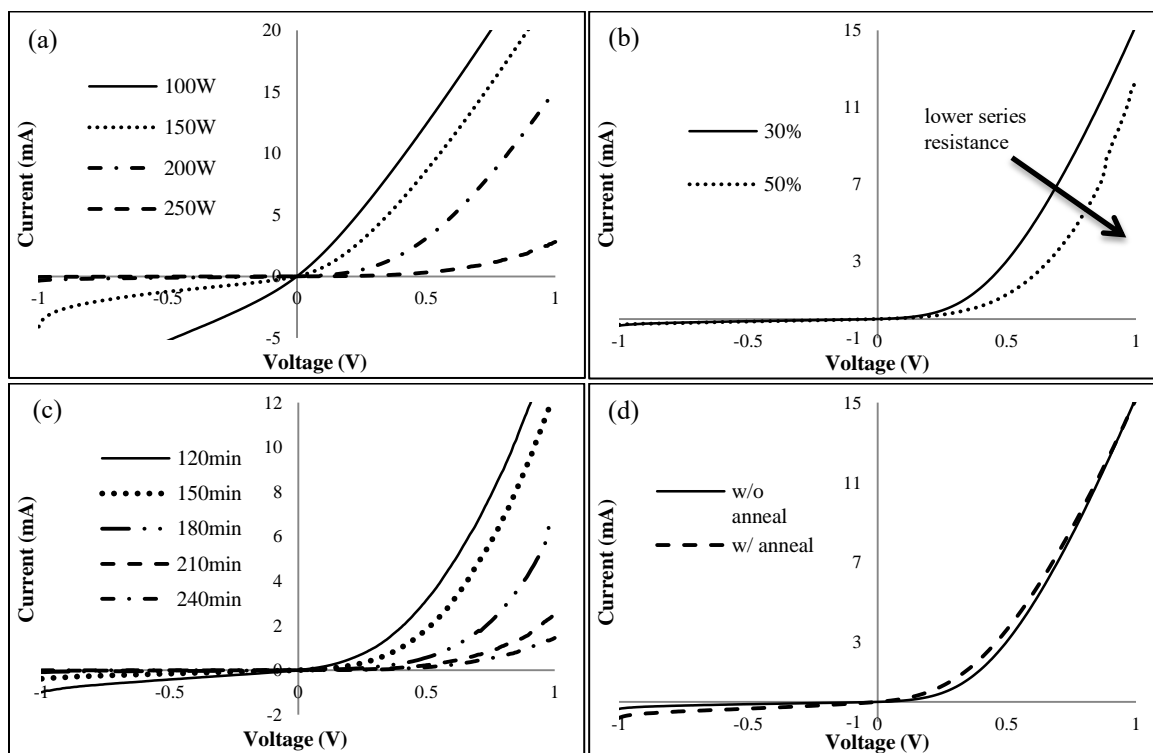 (a)
20
15
10
5
0
-5
-1
-0.5
0
0.5
1
100W
150W
200W
250W
Current (mA)
Voltage (V)
(b)
15
11
7
3
-1
-1
-0.5
0
0.5
1
30%
50%
lower series
resistance
Current (mA)
Voltage (V)
(c)
12
10
8
6
4
2
0
-2
-1
-0.5
0
0.5
1
120min
150min
180min
210min
240min
Current (mA)
Voltage (V)
(d)
15
11
7
3
-1
-1
-0.5
0
0.5
1
w/o
anneal
w/ anneal
Current (mA)
Voltage (V)